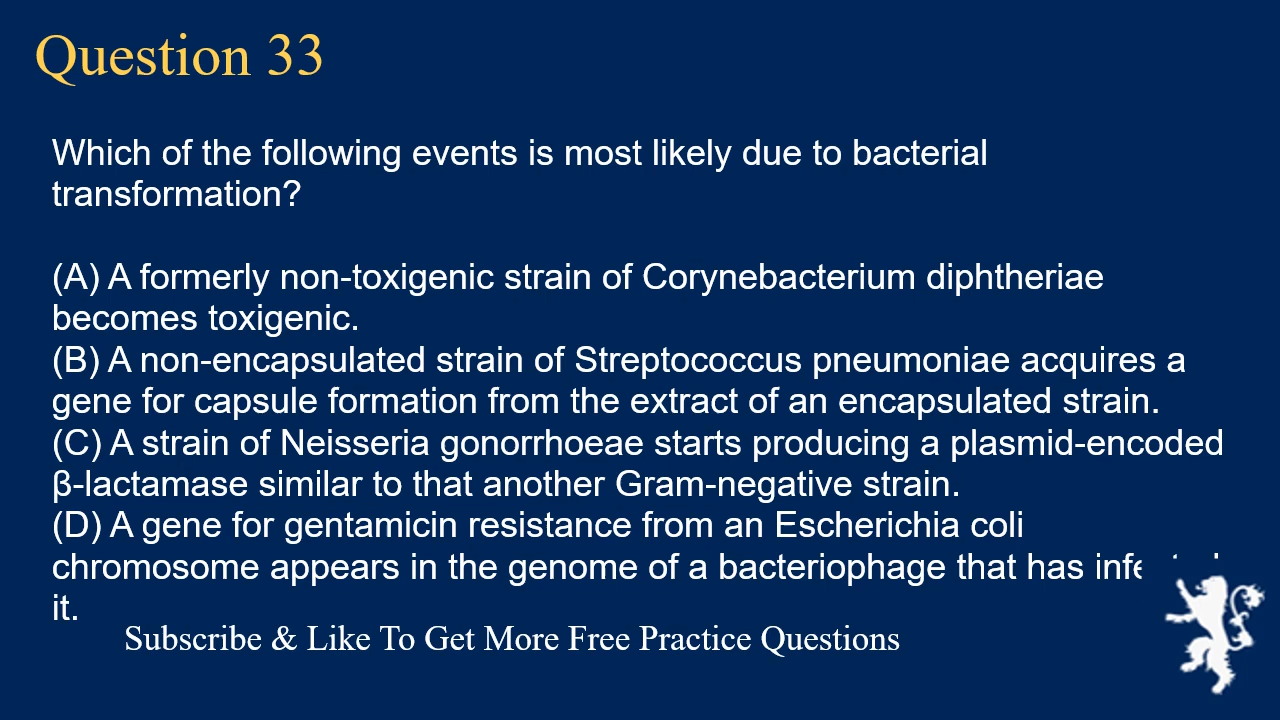 Question 33
Which of the following events is most likely due to bacterial
transformation?
(A) A formerly non-toxigenic strain of Corynebacterium diphtheriae
becomes toxigenic.
(B) A non-encapsulated strain of Streptococcus pneumoniae acquires a
gene for capsule formation from the extract of an encapsulated strain.
(C) A strain of Neisseria gonorrhoeae starts producing a plasmid-encoded
β-lactamase similar to that another Gram-negative strain.
(D) A gene for gentamicin resistance from an Escherichia coli
chromosome appears in the genome of a bacteriophage that has
it.
Subscribe & Like To Get More Free Practice Questions